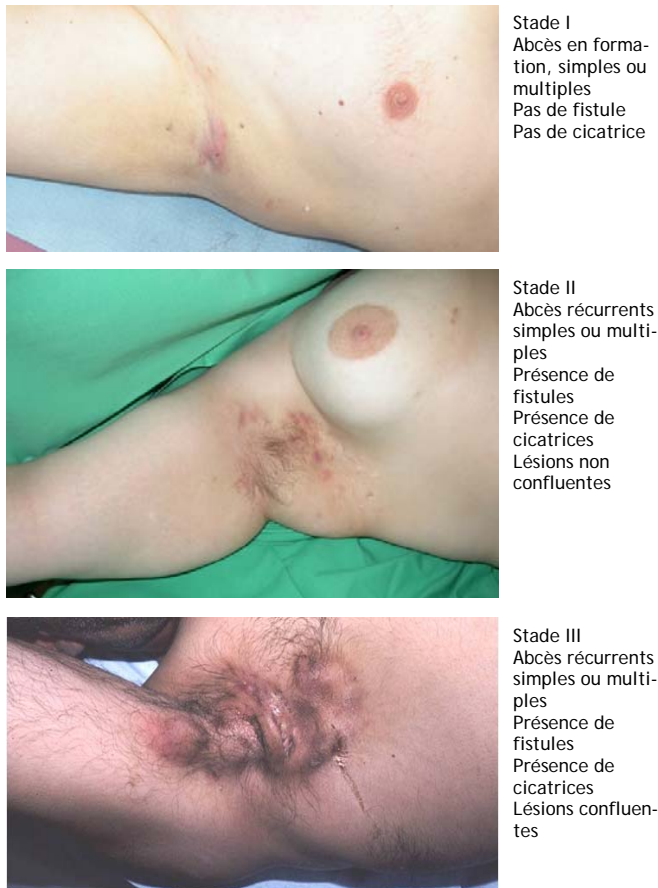 Stade I
Abcès en forma-
tion, simples ou
multiples
Pas de fistule
Pas de cicatrice
Stade II
Abcès récurrents
simples ou multi-
ples
Présence de
fistules
Présence de
cicatrices
Lésions non
confluentes
Stade III
Abcès récurrents
simples ou multi-
ples
Présence de
fistules
Présence de
cicatrices
Lésions confluen-
tes